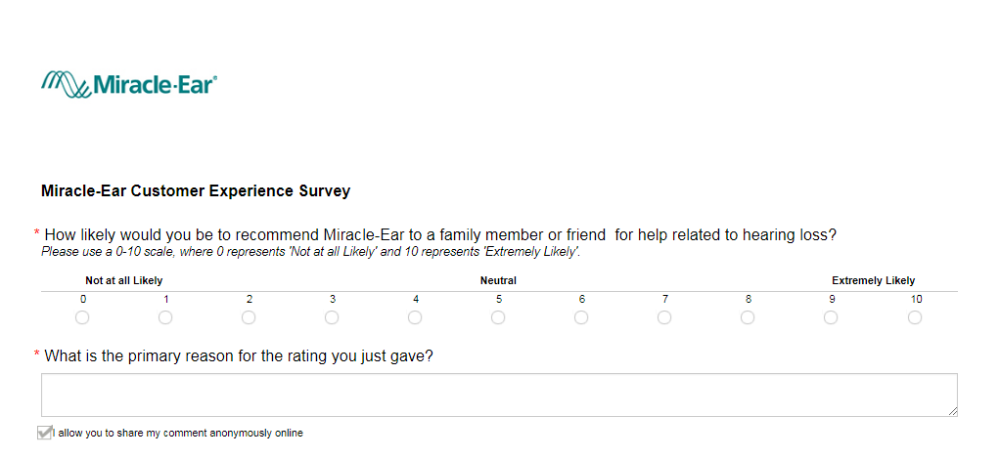 Miracle-Ear®
Miracle-Ear Customer Experience Survey
* How likely would you be to recommend Miracle-Ear to a family member or friend  for help related to hearing loss?
Please use a 0-10 scale, where 0 represents 'Not at all Likely' and 10 represents 'Extremely Likely'.
Not at all Likely Neutral Extremely Likely
0 1 2 3 4 5 6 7 8 9 10
* What is the primary reason for the rating you just gave?
I allow you to share my comment anonymously online